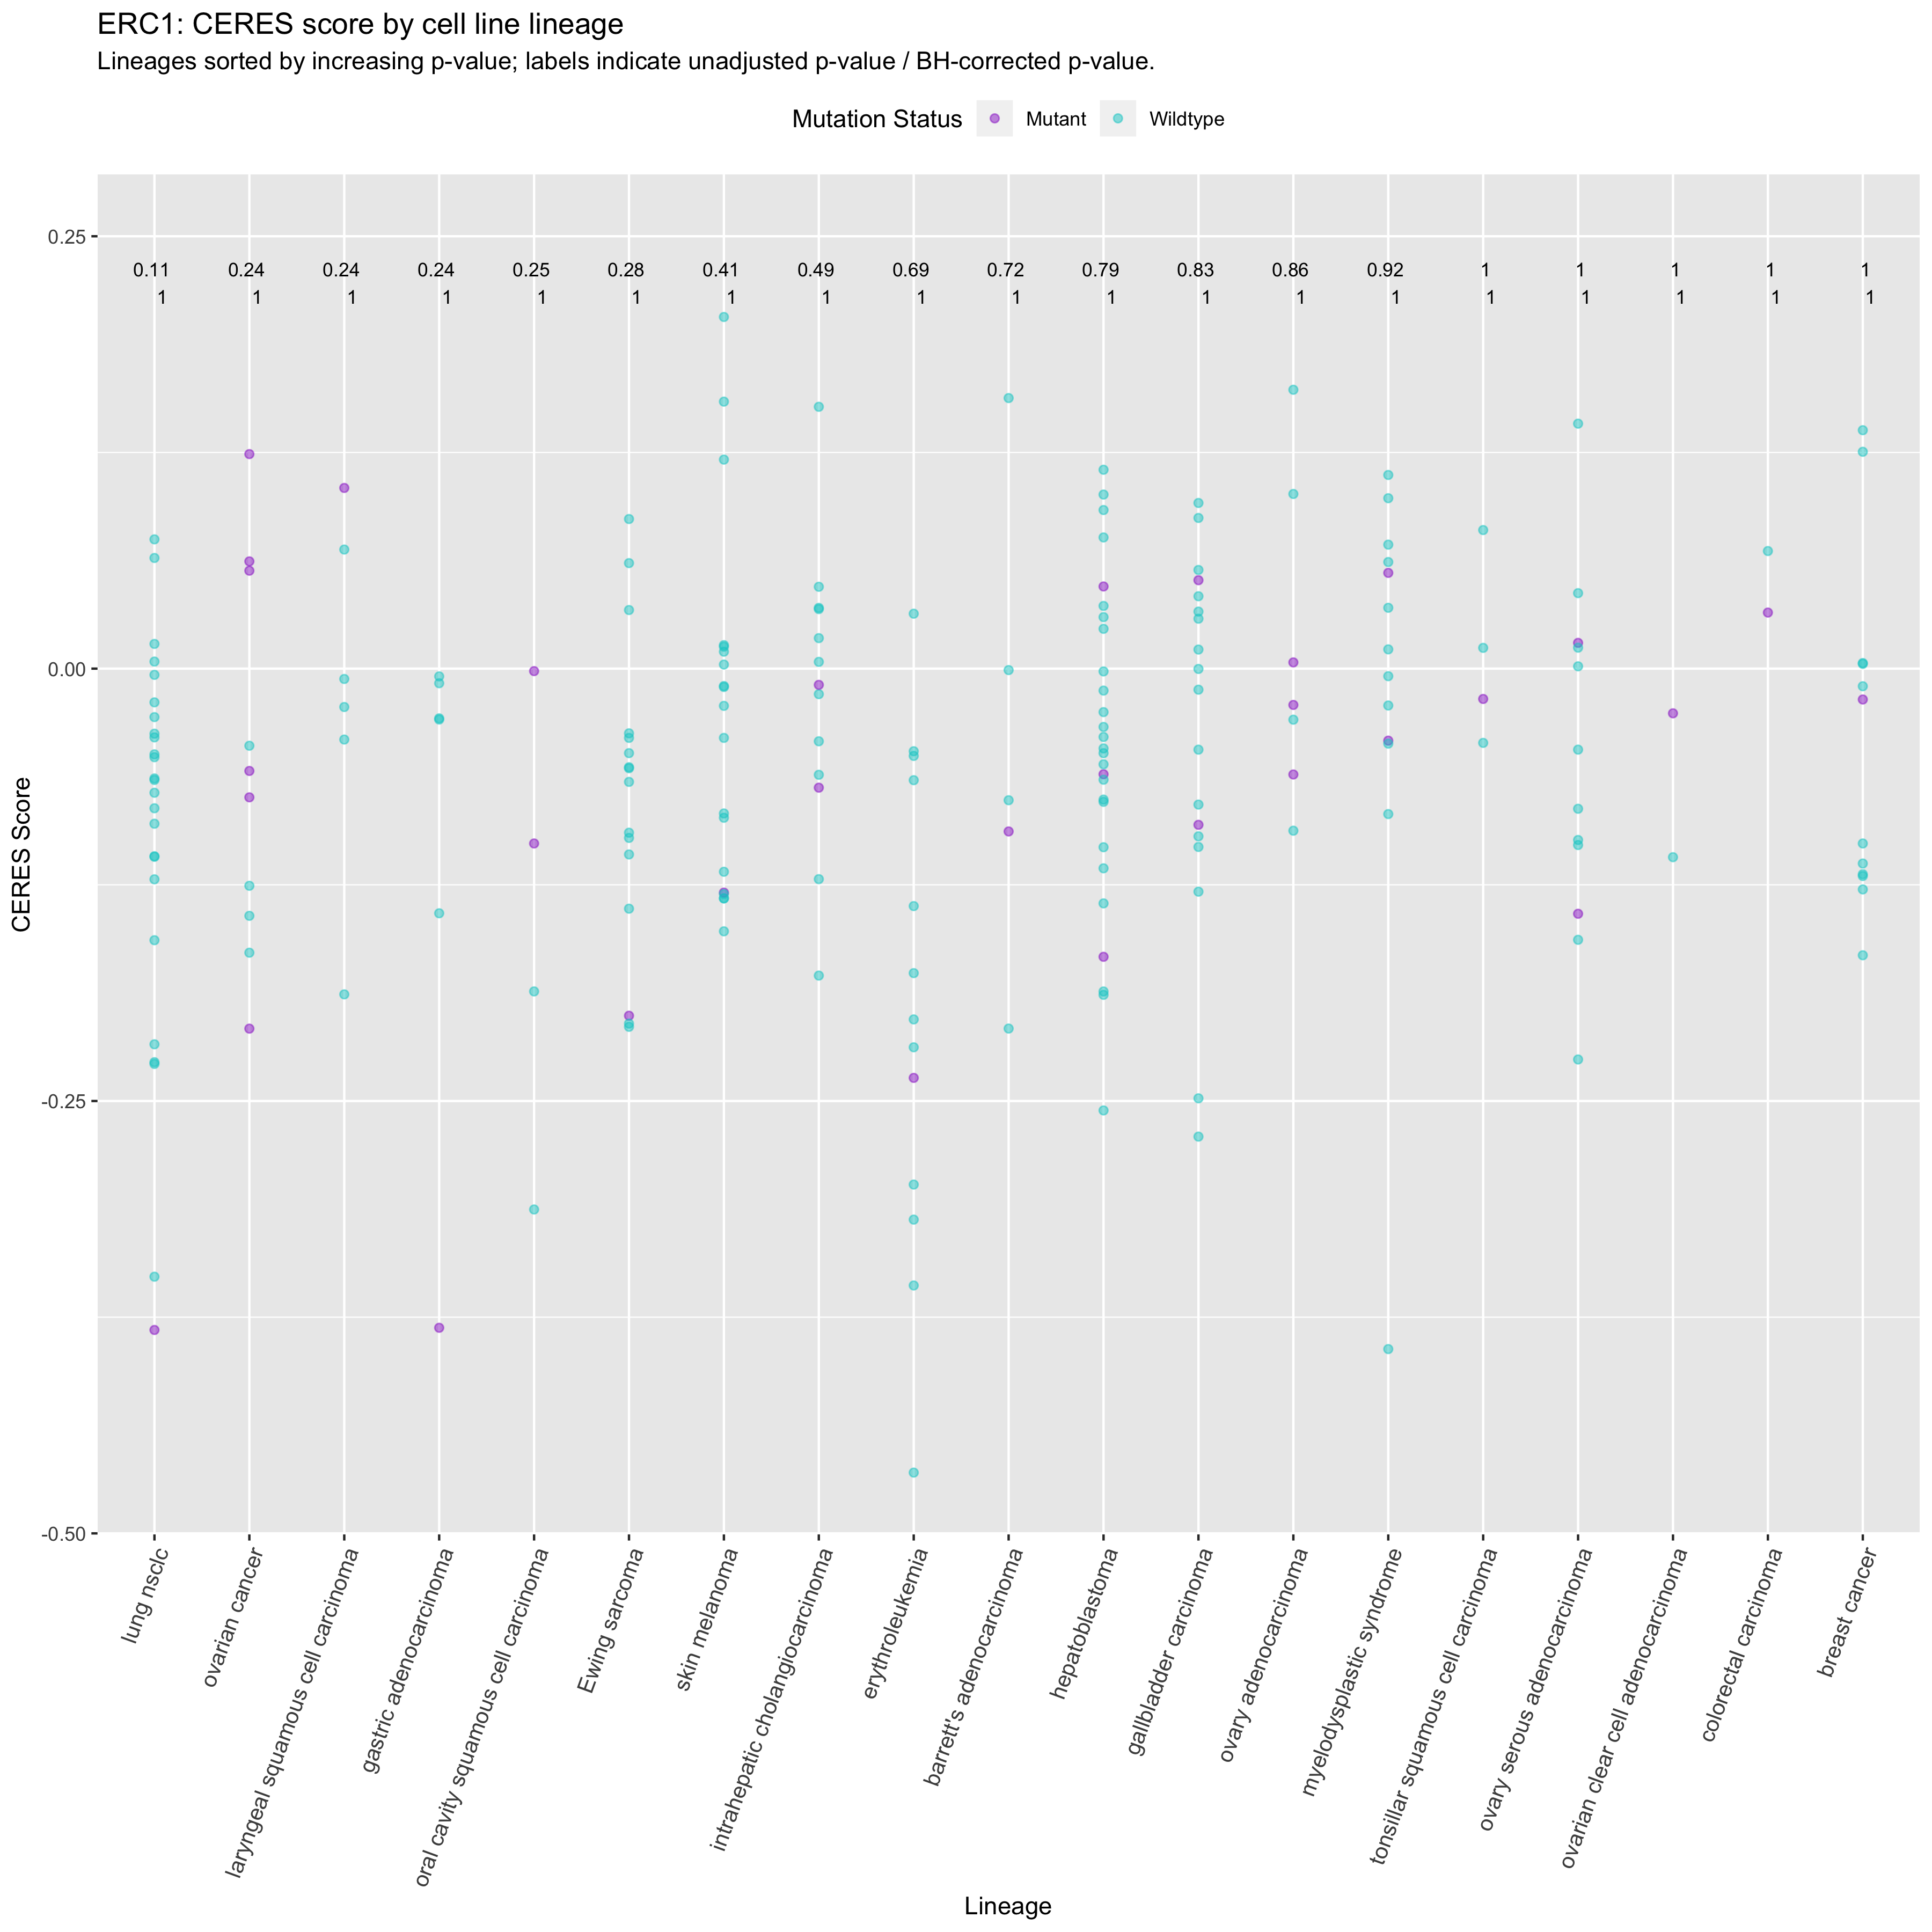 ERC1: CERES score by cell line lineage
Lineages sorted by increasing p-value; labels indicate unadjusted p-value / BH-corrected p-value.
Mutation Status Mutant Wildtype
0.25
0.11 0.24 0.24 0.24 0.25 0.28 0.41 0.49 0.69 0.72 0.79 0.83 0.86 0.92 1 1 1 1 1
1 1 1 1 1 1 1 1 1 1 1 1 1 1 1 1 1 1 1
0.00
CERES Score
-0.25
-0.50
lung nsclc
ovarian cancer
laryngeal squamous cell carcinoma
gastric adenocarcinoma
oral cavity squamous cell carcinoma
Ewing sarcoma
skin melanoma
intrahepatic cholangiocarcinoma
erythroleukemia
barrett's adenocarcinoma
hepatoblastoma
gallbladder carcinoma
ovary adenocarcinoma
myelodysplastic syndrome
tonsillar squamous cell carcinoma
ovary serous adenocarcinoma
ovarian clear cell adenocarcinoma
colorectal carcinoma
breast cancer
Lineage